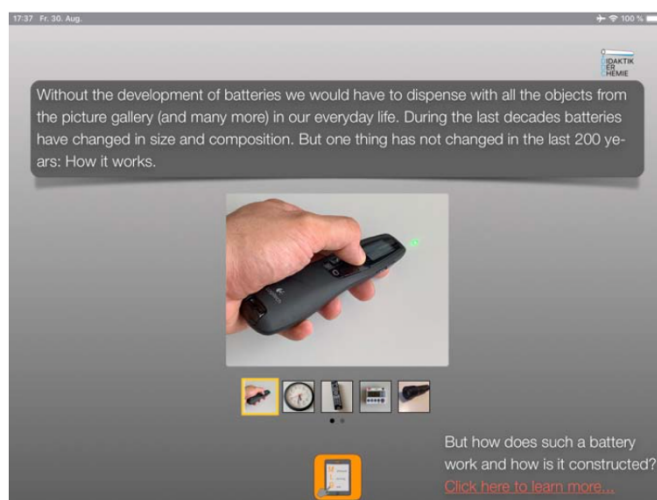 17:37 Fr. 30. Aug.
100 %
DIDAKTIK
DER
CHEMIE
Without the development of batteries we would have to dispense with all the objects from
the picture gallery (and many more) in our everyday life. During the last decades batteries
have changed in size and composition. But one thing has not changed in the last 200 ye-
ars: How it works.
But how does such a battery
work and how is it constructed?
Click here to learn more...